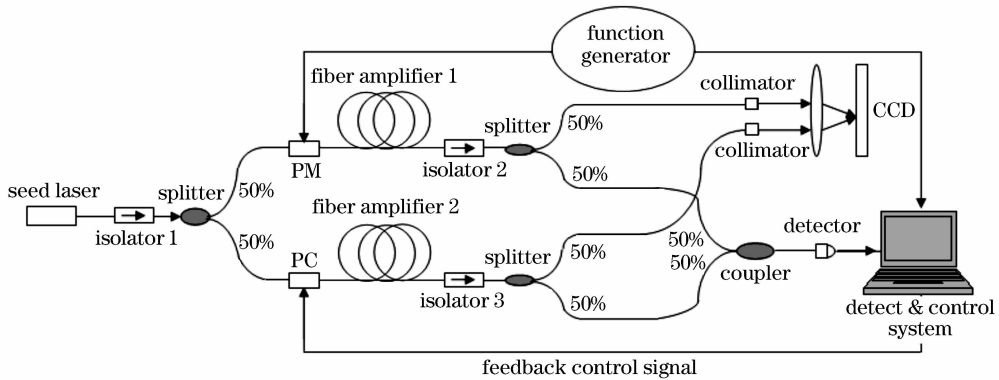 function
generator
fiber amplifier 1
collimator
CCD
splitter
50%
PM
isolator 2
collimator
seed laser
splitter
50%
50%
isolator 1
fiber amplifier 2
50%
detector
PC
splitter
50%
50%
50%
coupler
isolator 3
50%
detect & control
system
feedback control signal